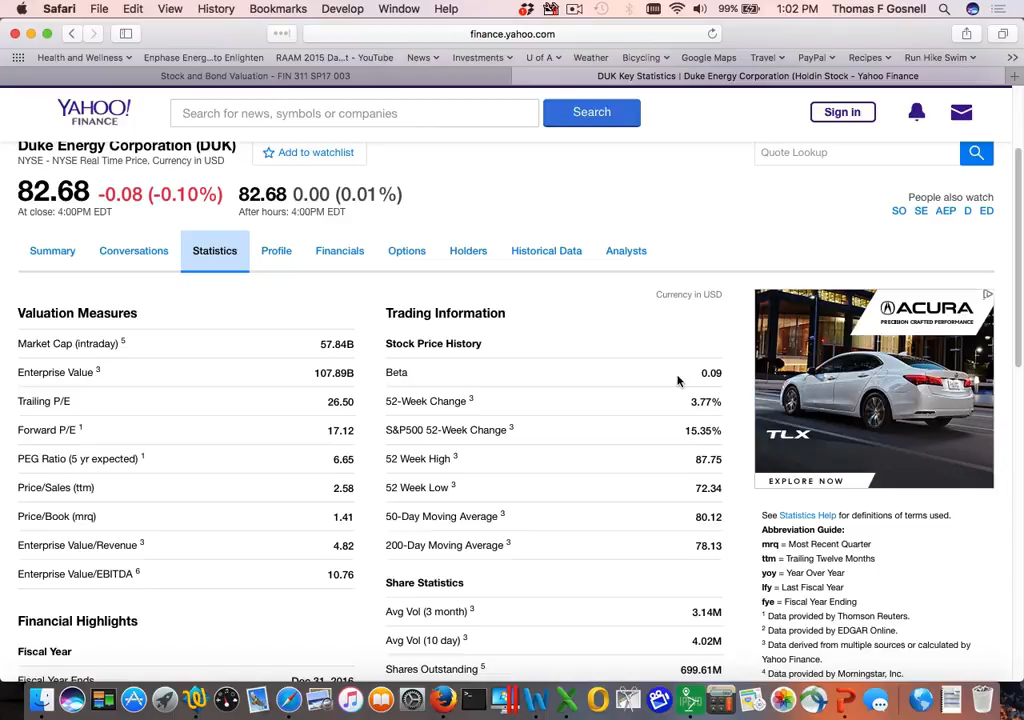 Safari File Edit View History Bookmarks Develop Window Help 99% 1:02 PM Thomas F Gosnell
finance.yahoo.com
Health and Wellness Enphase Energ...to Enlighten RAAM 2015 Da...t - YouTube News Investments U of A Weather Bicycling Google Maps Travel PayPal Recipes Run Hike Swim
Stock and Bond Valuation - FIN 311 SP17 003 DUK Key Statistics | Duke Energy Corporation (Holdin Stock - Yahoo Finance
YAHOO!
FINANCE
Search for news, symbols or companies Search Sign in
Duke Energy Corporation (DUK) Add to watchlist Quote Lookup
NYSE - NYSE Real Time Price. Currency in USD
82.68 -0.08 (-0.10%) 82.68 0.00 (0.01%)
At close: 4:00PM EDT After hours: 4:00PM EDT
People also watch
SO SE AEP D ED
Summary Conversations Statistics Profile Financials Options Holders Historical Data Analysts
Currency in USD
Valuation Measures
Market Cap (intraday) 5 57.84B
Enterprise Value 3 107.89B
Trailing P/E 26.50
Forward P/E 1 17.12
PEG Ratio (5 yr expected) 1 6.65
Price/Sales (ttm) 2.58
Price/Book (mrq) 1.41
Enterprise Value/Revenue 3 4.82
Enterprise Value/EBITDA 6 10.76
Financial Highlights
Fiscal Year
Fiscal Year Ends Dec 31, 2016
Trading Information
Stock Price History
Beta 0.09
52-Week Change 3 3.77%
S&P500 52-Week Change 3 15.35%
52 Week High 3 87.75
52 Week Low 3 72.34
50-Day Moving Average 3 80.12
200-Day Moving Average 3 78.13
Share Statistics
Avg Vol (3 month) 3 3.14M
Avg Vol (10 day) 3 4.02M
Shares Outstanding 5 699.61M
ACURA
PRECISION CRAFTED PERFORMANCE
TLX
EXPLORE NOW
See Statistics Help for definitions of terms used.
Abbreviation Guide:
mrq = Most Recent Quarter
ttm = Trailing Twelve Months
yoy = Year Over Year
lfy = Last Fiscal Year
fye = Fiscal Year Ending
1 Data provided by Thomson Reuters.
2 Data provided by EDGAR Online.
3 Data derived from multiple sources or calculated by
Yahoo Finance.
4 Data provided by Morningstar, Inc.